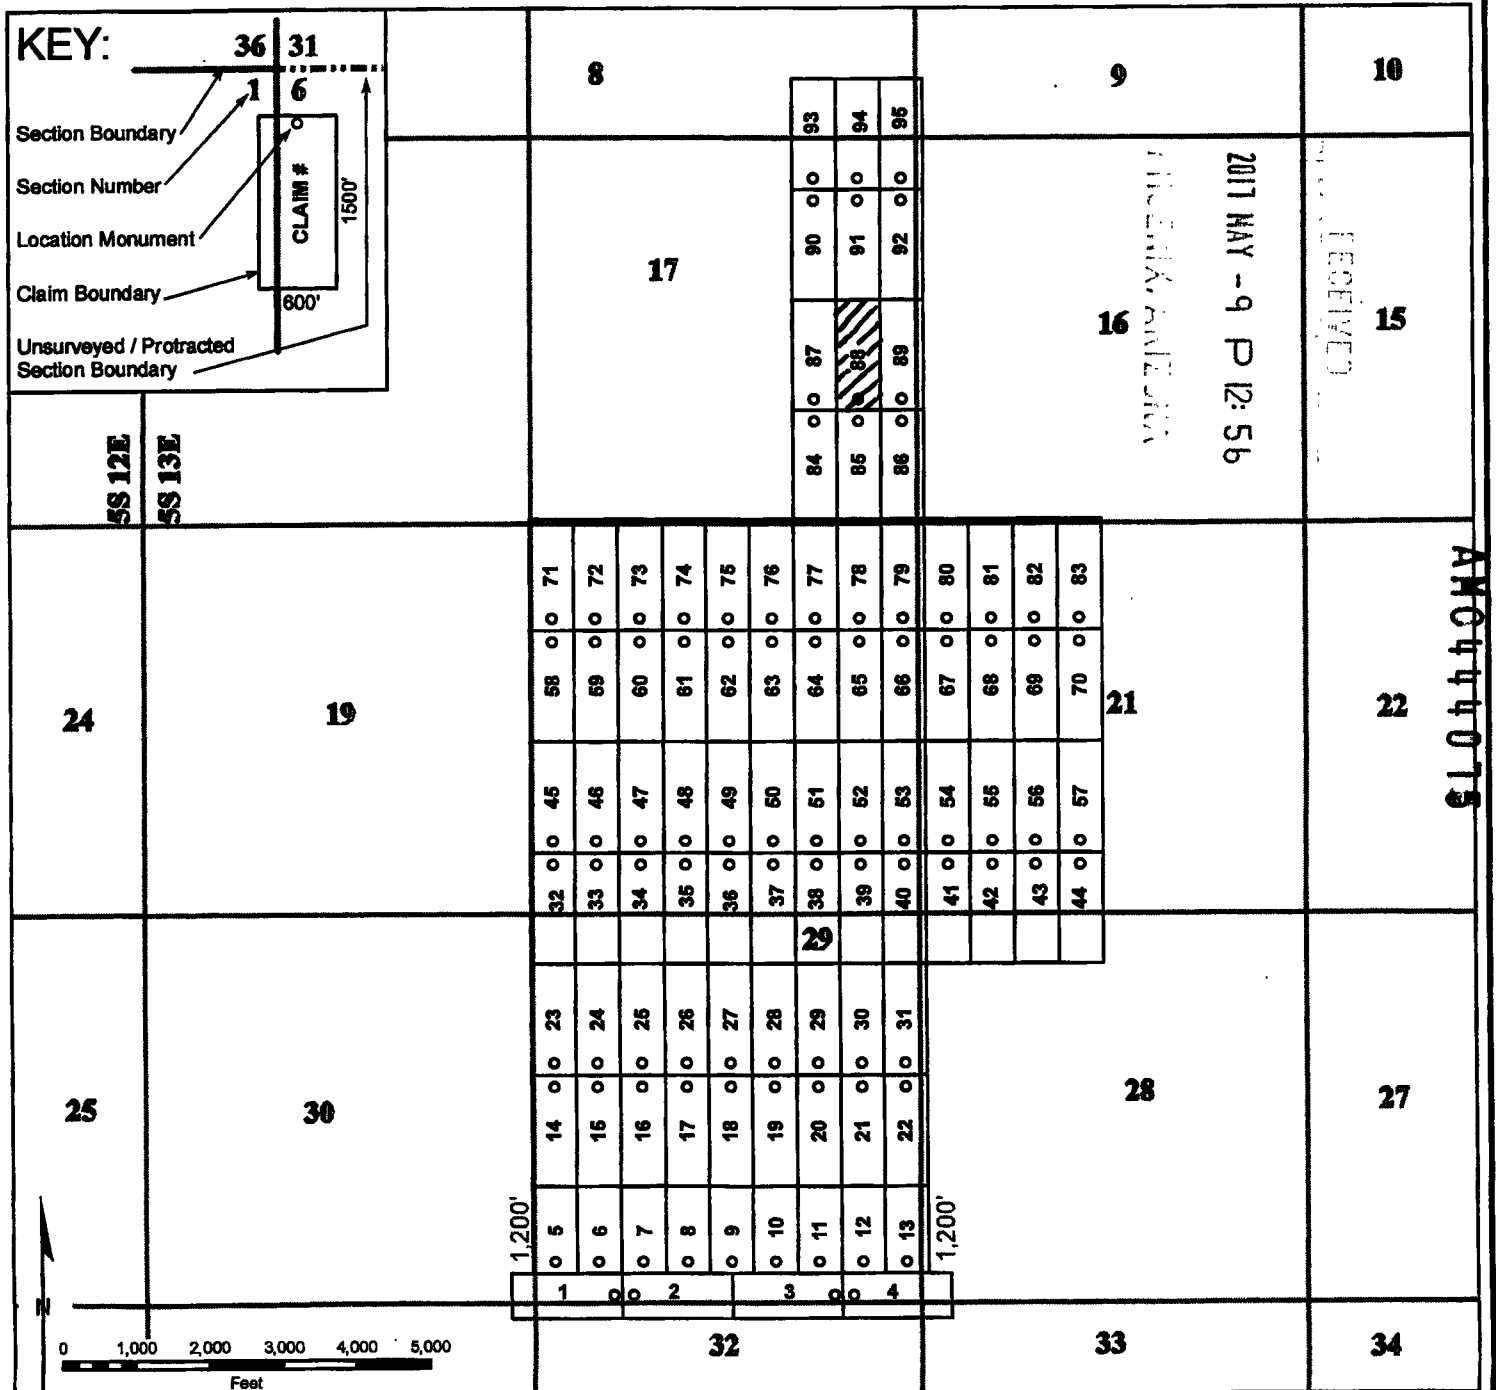 KEY:
36 31
1 6
Section Boundary
Section Number
Location Monument
Claim Boundary
Unsurveyed / Protracted
Section Boundary
CLAIM #
1500'
600'
8 9 10
93 94 95
90 91 92
17 16 15
87 88 89
84 85 86
5S 12E
5S 13E
RECEIVED
2017 MAY -9 P 12:56
71 72 73 74 75 76 77 78 79 80 81 82 83
58 59 60 61 62 63 64 65 66 67 68 69 70
24 19 21 22
45 46 47 48 49 50 51 52 53 54 55 56 57
32 33 34 35 36 37 38 39 40 41 42 43 44
29
23 24 25 26 27 28 29 30 31
25 30 28 27
14 15 16 17 18 19 20 21 22
1,200' 5 6 7 8 9 10 11 12 13 1,200'
1 2 3 4
N
32 33 34
0 1,000 2,000 3,000 4,000 5,000
Feet